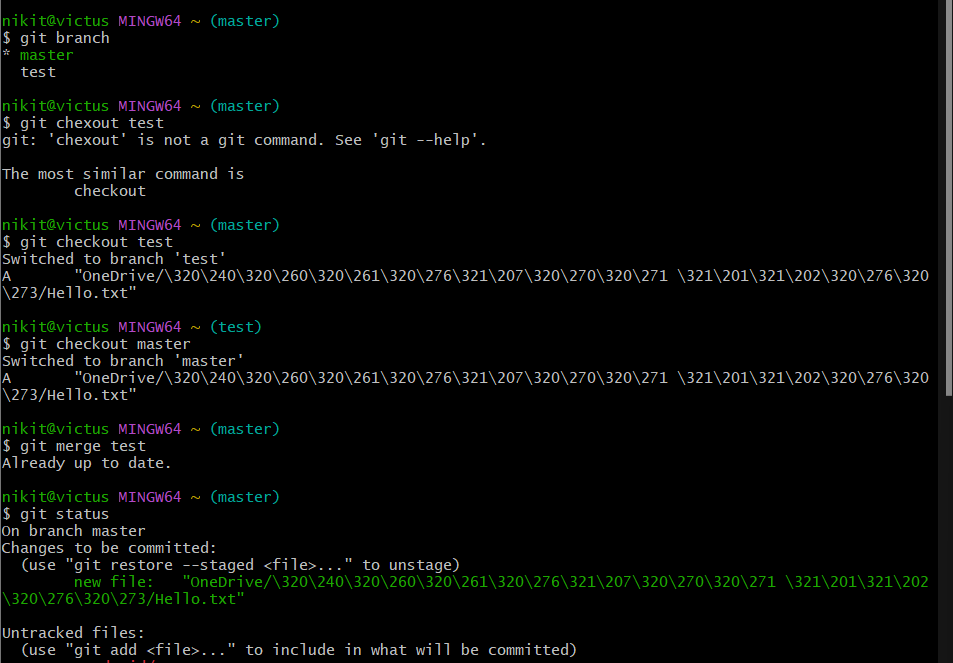 nikit@victus MINGW64 ~ (master)
$ git branch
* master
  test
nikit@victus MINGW64 ~ (master)
$ git chexout test
git: 'chexout' is not a git command. See 'git --help'.
The most similar command is
        checkout
nikit@victus MINGW64 ~ (master)
$ git checkout test
Switched to branch 'test'
A       "OneDrive/\320\240\320\260\320\261\320\276\321\207\320\270\320\271 \321\201\321\202\320\276\320
\273/Hello.txt"
nikit@victus MINGW64 ~ (test)
$ git checkout master
Switched to branch 'master'
A       "OneDrive/\320\240\320\260\320\261\320\276\321\207\320\270\320\271 \321\201\321\202\320\276\320
\273/Hello.txt"
nikit@victus MINGW64 ~ (master)
$ git merge test
Already up to date.
nikit@victus MINGW64 ~ (master)
$ git status
On branch master
Changes to be committed:
  (use "git restore --staged <file>..." to unstage)
        new file:   "OneDrive/\320\240\320\260\320\261\320\276\321\207\320\270\320\271 \321\201\321\202
\320\276\320\273/Hello.txt"
Untracked files:
  (use "git add <file>..." to include in what will be committed)